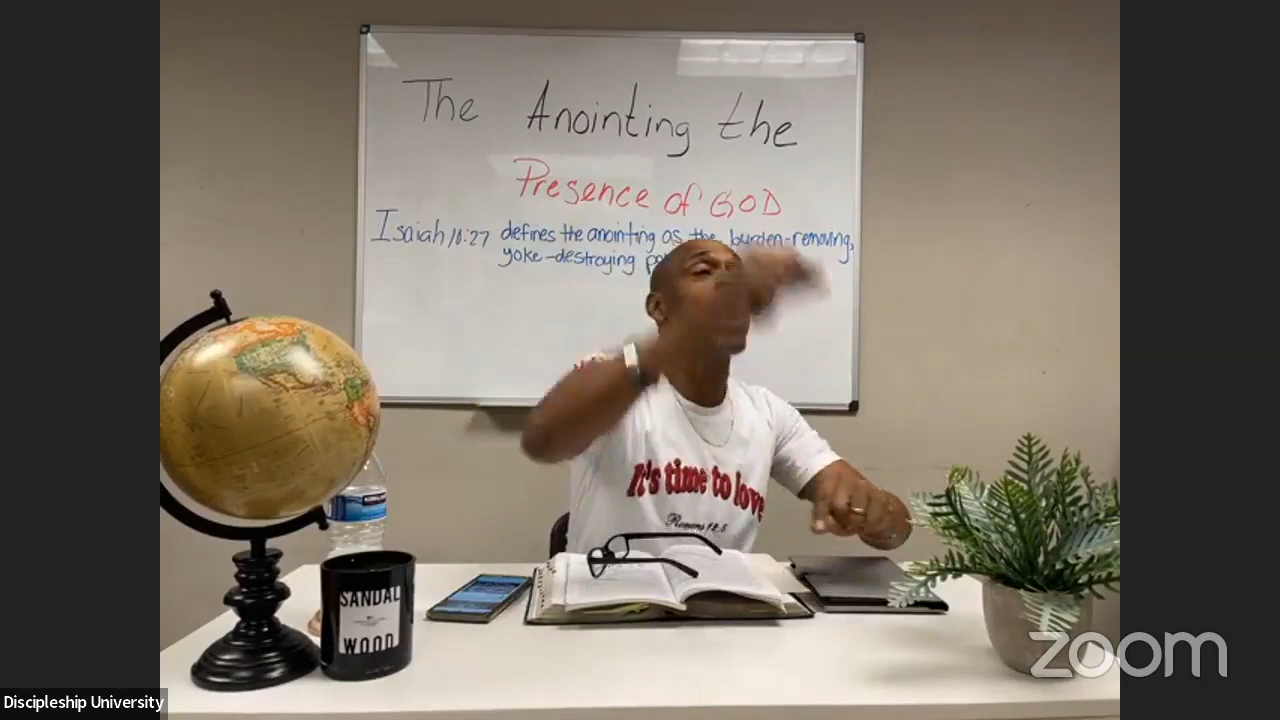 The Anointing the
Presence of GOD
Isaiah 10:27 defines the anointing as the burden-removing,
yoke-destroying
It's time to love
Romans
SANDAL
WOOD
zoom
Discipleship University